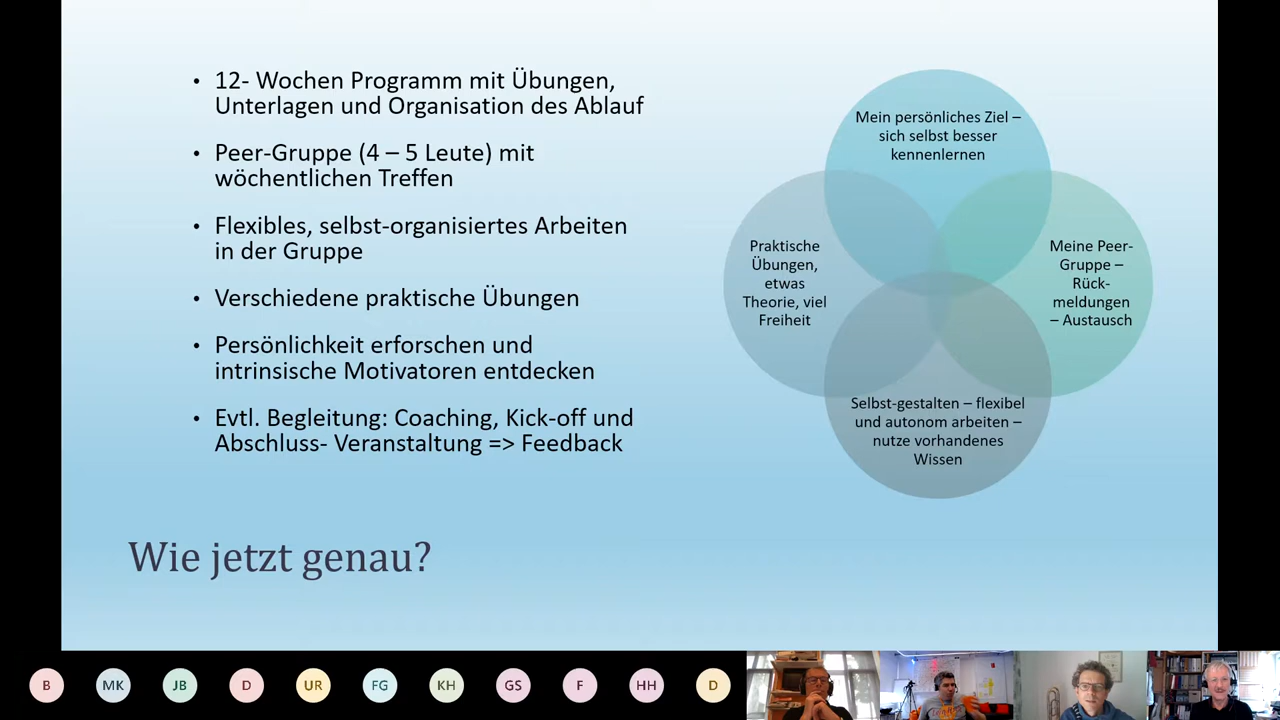 12- Wochen Programm mit Übungen,
Unterlagen und Organisation des Ablauf
Peer-Gruppe (4 – 5 Leute) mit
wöchentlichen Treffen
Flexibles, selbst-organisiertes Arbeiten
in der Gruppe
Verschiedene praktische Übungen
Persönlichkeit erforschen und
intrinsische Motivatoren entdecken
Evtl. Begleitung: Coaching, Kick-off und
Abschluss- Veranstaltung => Feedback
Mein persönliches Ziel –
sich selbst besser
kennenlernen
Praktische
Übungen,
etwas
Theorie, viel
Freiheit
Meine Peer-
Gruppe –
Rück-
meldungen
– Austausch
Selbst-gestalten – flexibel
und autonom arbeiten –
nutze vorhandenes
Wissen
Wie jetzt genau?
B MK JB D UR FG KH GS F HH D